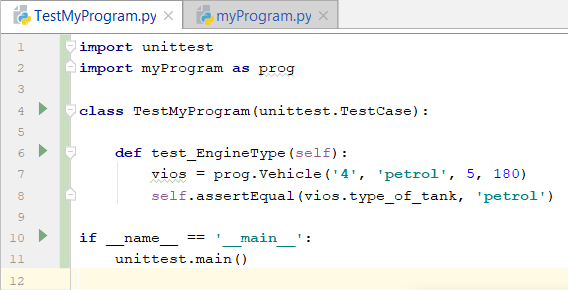 TestMyProgram.py × myProgram.py ×
1 import unittest
2 import myProgram as prog
3
4 class TestMyProgram(unittest.TestCase):
5
6 def test_EngineType(self):
7 vios = prog.Vehicle('4', 'petrol', 5, 180)
8 self.assertEqual(vios.type_of_tank, 'petrol')
9
10 if __name__ == '__main__':
11 unittest.main()
12